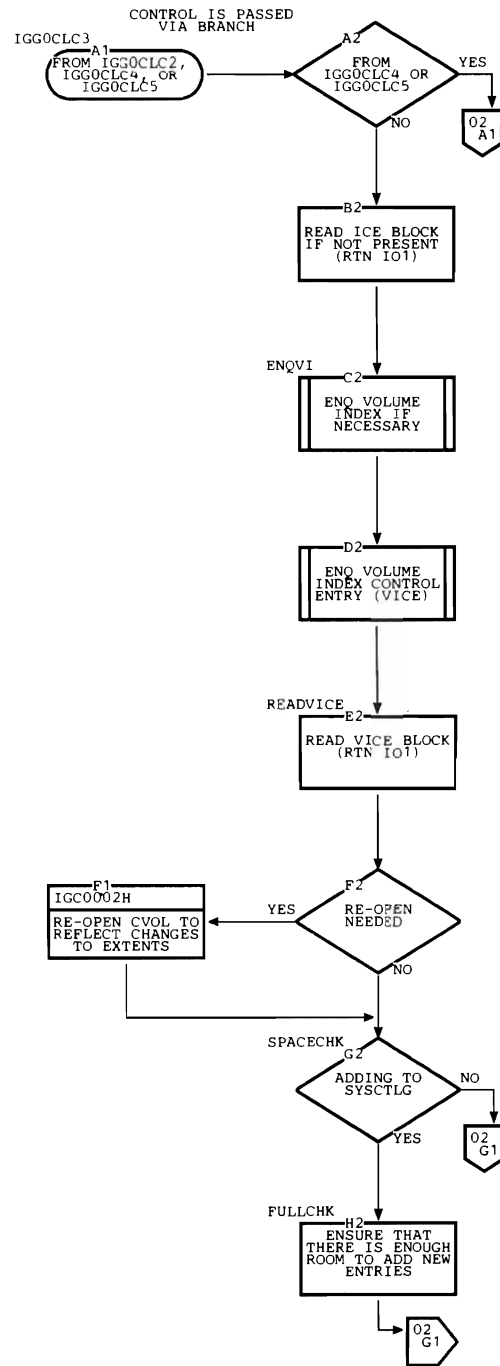 CONTROL IS PASSED
VIA BRANCH
IGG0CLC3
A1
FROM IGG0CLC2,
IGG0CLC4, OR
IGG0CLC5
A2
FROM
IGG0CLC4 OR
IGG0CLC5
YES
02
A1
NO
B2
READ ICE BLOCK
IF NOT PRESENT
(RTN IO1)
ENQVI
C2
ENQ VOLUME
INDEX IF
NECESSARY
D2
ENQ VOLUME
INDEX CONTROL
ENTRY (VICE)
READVICE
E2
READ VICE BLOCK
(RTN IO1)
F1
IGC0002H
RE-OPEN CVOL TO
REFLECT CHANGES
TO EXTENTS
YES
F2
RE-OPEN
NEEDED
NO
SPACECHK
G2
ADDING TO
SYSCTLG
NO
02
G1
YES
FULLCHK
H2
ENSURE THAT
THERE IS ENOUGH
ROOM TO ADD NEW
ENTRIES
02
G1